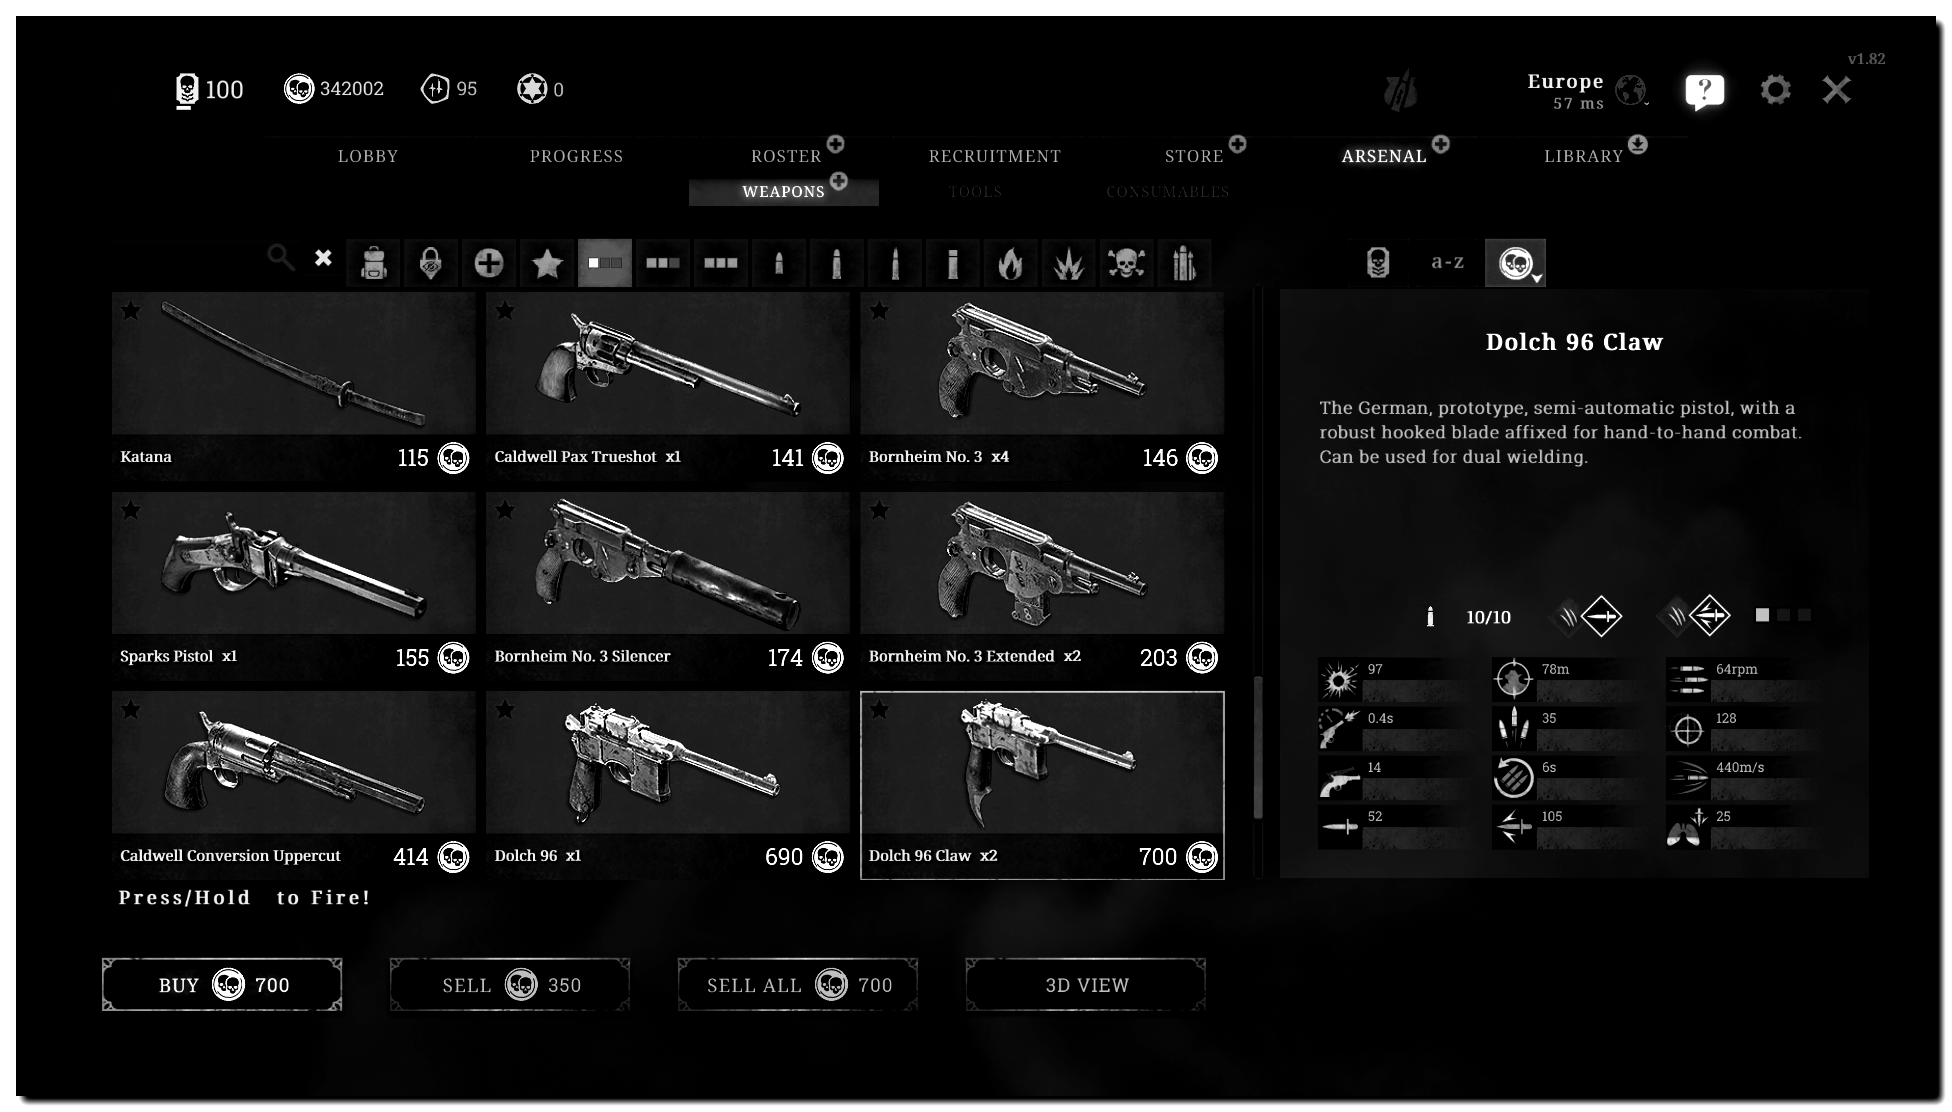 v1.82
100
342002
95
0
Europe
57 ms
?
LOBBY
PROGRESS
ROSTER
RECRUITMENT
STORE
ARSENAL
LIBRARY
WEAPONS
TOOLS
CONSUMABLES
a-z
Katana
115
Caldwell Pax Trueshot x1
141
Bornheim No. 3 x4
146
Sparks Pistol x1
155
Bornheim No. 3 Silencer
174
Bornheim No. 3 Extended x2
203
Caldwell Conversion Uppercut
414
Dolch 96 x1
690
Dolch 96 Claw x2
700
Dolch 96 Claw
The German, prototype, semi-automatic pistol, with a
robust hooked blade affixed for hand-to-hand combat.
Can be used for dual wielding.
10/10
97
78m
64rpm
0.4s
35
128
14
6s
440m/s
52
105
25
Press/Hold to Fire!
BUY 700
SELL 350
SELL ALL 700
3D VIEW